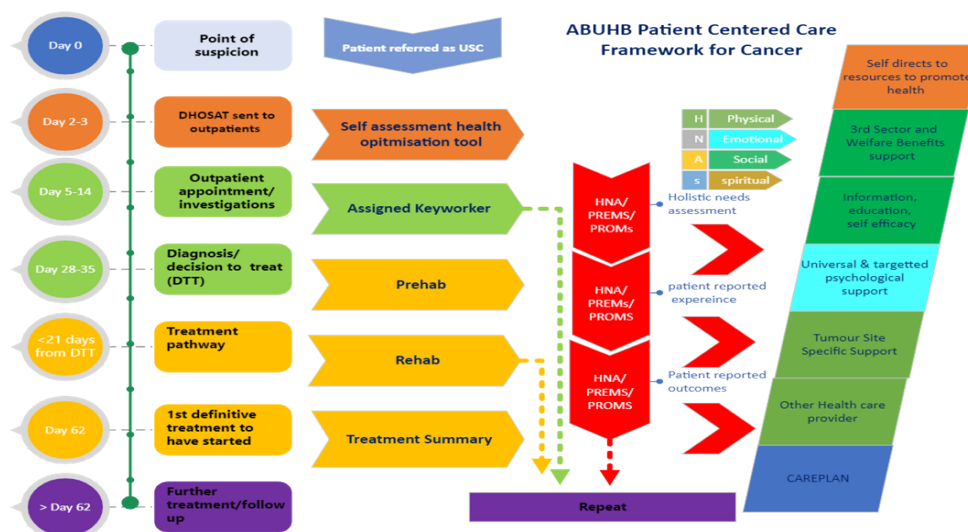 ABUHB Patient Centered Care
Framework for Cancer
Day 0
Point of
suspicion
Patient referred as USC
Day 2-3
DHOSAT sent to
outpatients
Self assessment health
opitmisation tool
Day 5-14
Outpatient
appointment/
investigations
Assigned Keyworker
Day 28-35
Diagnosis/
decision to treat
(DTT)
Prehab
<21 days
from DTT
Treatment
pathway
Rehab
Day 62
1st definitive
treatment to
have started
Treatment Summary
> Day 62
Further
treatment/follow
up
Repeat
H Physical
N Emotional
A Social
s spiritual
HNA/
PREMS/
PROMs
Holistic needs
assessment
HNA/
PREMs/
PROMS
patient reported
expereince
HNA/
PREMS/
PROMS
Patient reported
outcomes
Self directs to
resources to promote
health
3rd Sector and
Welfare Benefits
support
Information,
education,
self efficacy
Universal & targetted
psychological
support
Tumour Site
Specific Support
Other Health care
provider
CAREPLAN